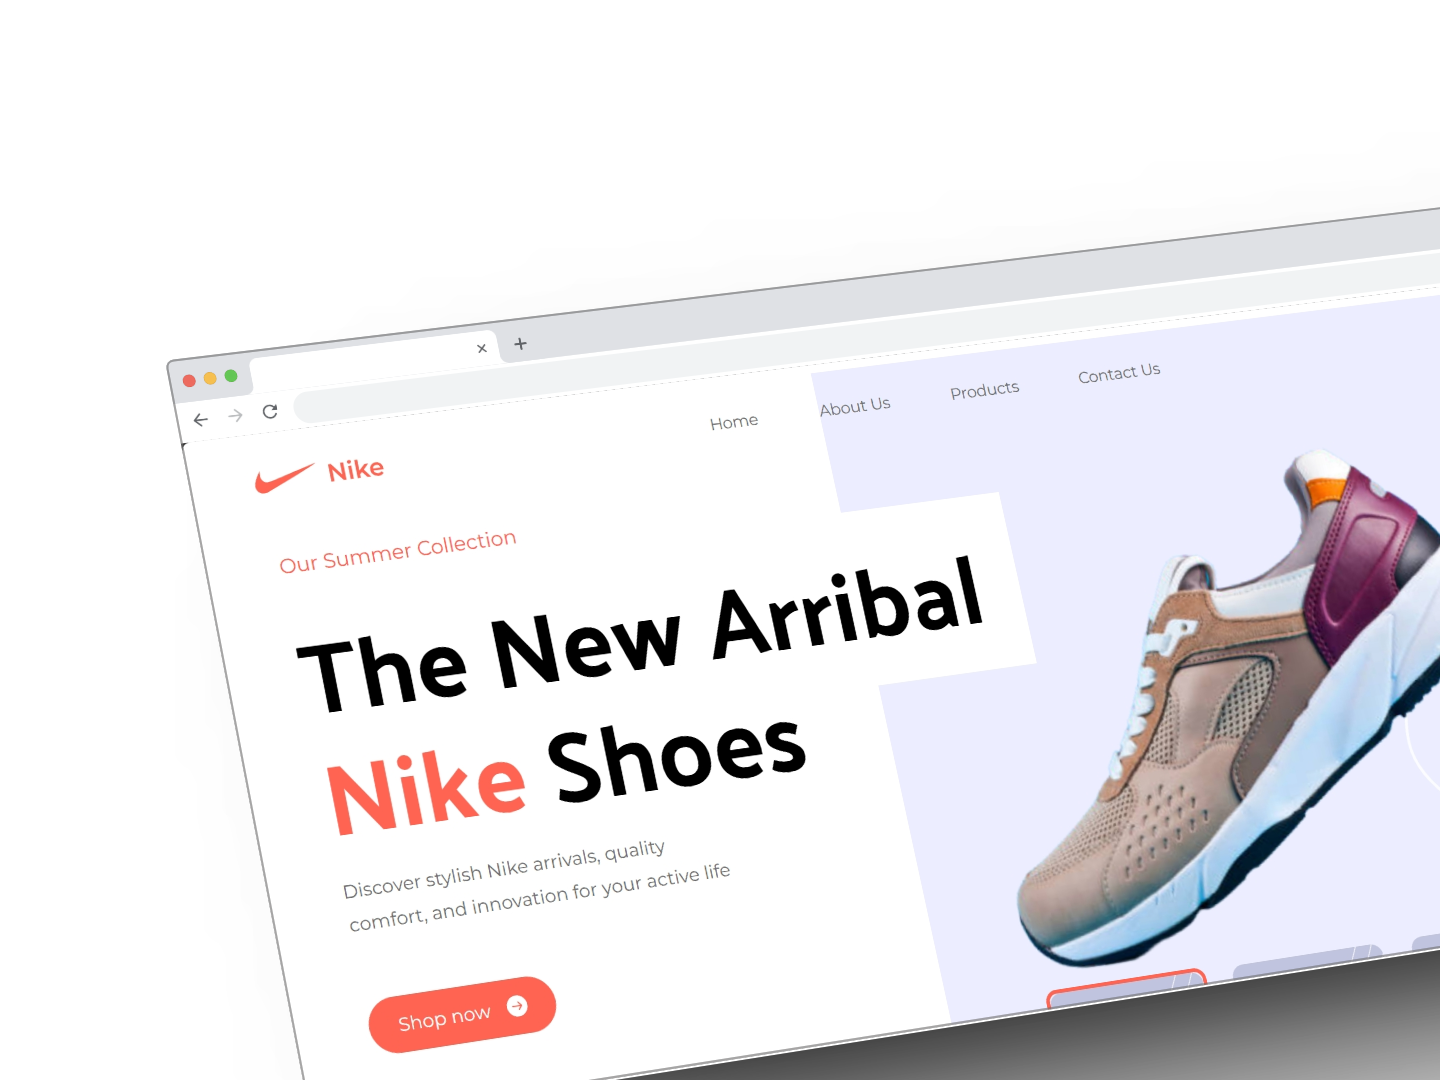 Nike
Home
About Us
Products
Contact Us
Our Summer Collection
The New Arribal
Nike Shoes
Discover stylish Nike arrivals, quality
comfort, and innovation for your active life
Shop now